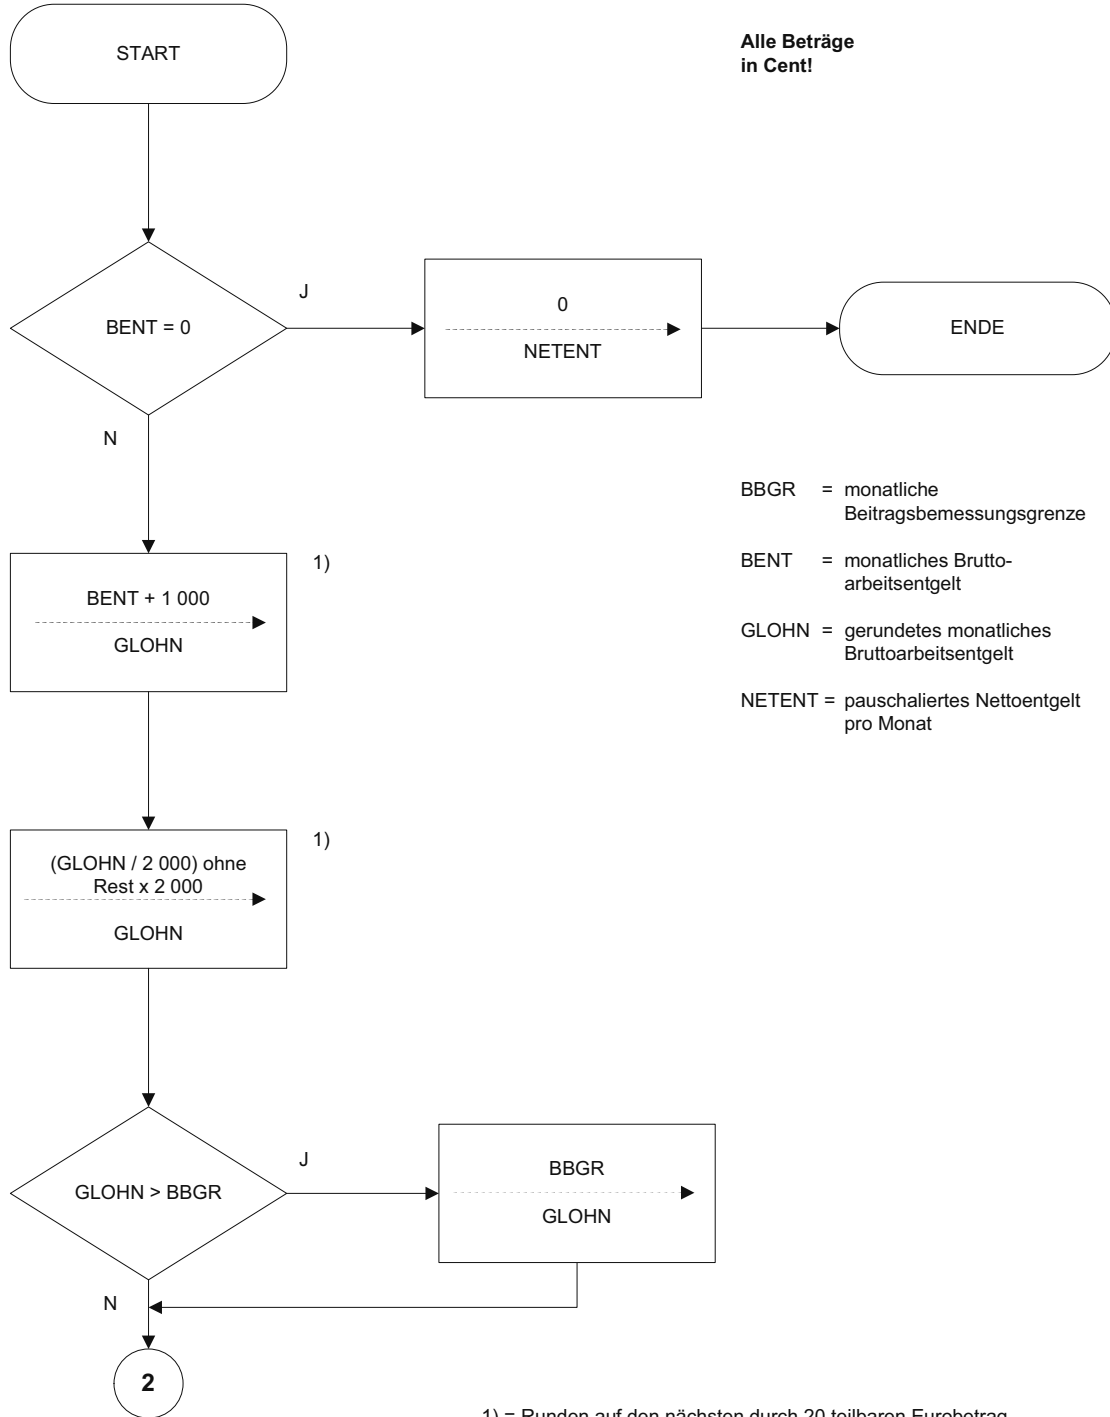 START
Alle Beträge
in Cent!
BENT = 0
J
0
NETENT
ENDE
N
BBGR = monatliche
Beitragsbemessungsgrenze
BENT = monatliches Brutto-
arbeitsentgelt
GLOHN = gerundetes monatliches
Bruttoarbeitsentgelt
NETENT = pauschaliertes Nettoentgelt
pro Monat
1)
BENT + 1 000
GLOHN
1)
(GLOHN / 2 000) ohne
Rest x 2 000
GLOHN
GLOHN > BBGR
J
BBGR
GLOHN
N
2
1) = Runden auf den nächsten durch 20 teilbaren Eurobetrag